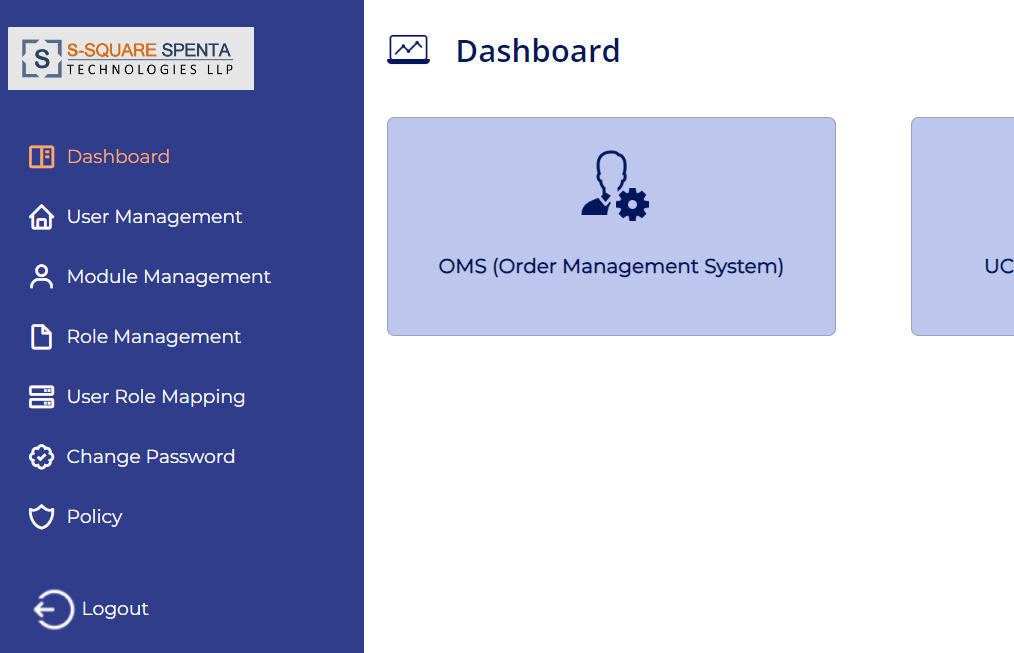 S
S-SQUARE SPENTA
TECHNOLOGIES LLP
Dashboard
User Management
Module Management
Role Management
User Role Mapping
Change Password
Policy
Logout
Dashboard
OMS (Order Management System)
UC